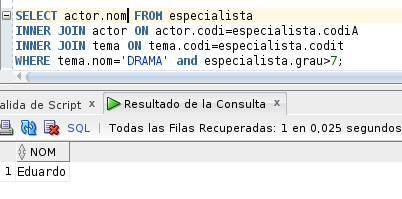 SELECT actor.nom FROM especialista
INNER JOIN actor ON actor.codi=especialista.codiA
INNER JOIN tema ON tema.codi=especialista.codit
WHERE tema.nom='DRAMA' and especialista.grau>7;
alida de Script x Resultado de la Consulta x
SQL | Todas las Filas Recuperadas: 1 en 0,025 segundos
NOM
1 Eduardo